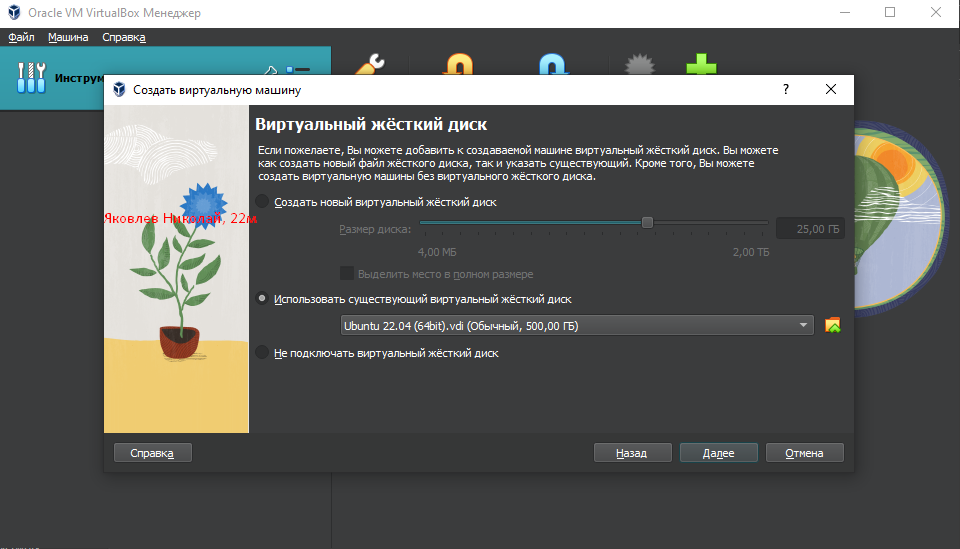 Oracle VM VirtualBox Менеджер
Файл Машина Справка
Инструм
Создать виртуальную машину
?
Виртуальный жёсткий диск
Если пожелаете, Вы можете добавить к создаваемой машине виртуальный жёсткий диск. Вы можете
как создать новый файл жёсткого диска, так и указать существующий. Кроме того, Вы можете
создать виртуальную машины без виртуального жёсткого диска.
Создать новый виртуальный жёсткий диск
Яковлев Николай, 22м
Размер диска:
25,00 ГБ
4,00 МБ
2,00 ТБ
Выделить место в полном размере
Использовать существующий виртуальный жёсткий диск
Ubuntu 22.04 (64bit).vdi (Обычный, 500,00 ГБ)
Не подключать виртуальный жёсткий диск
Справка
Назад
Далее
Отмена